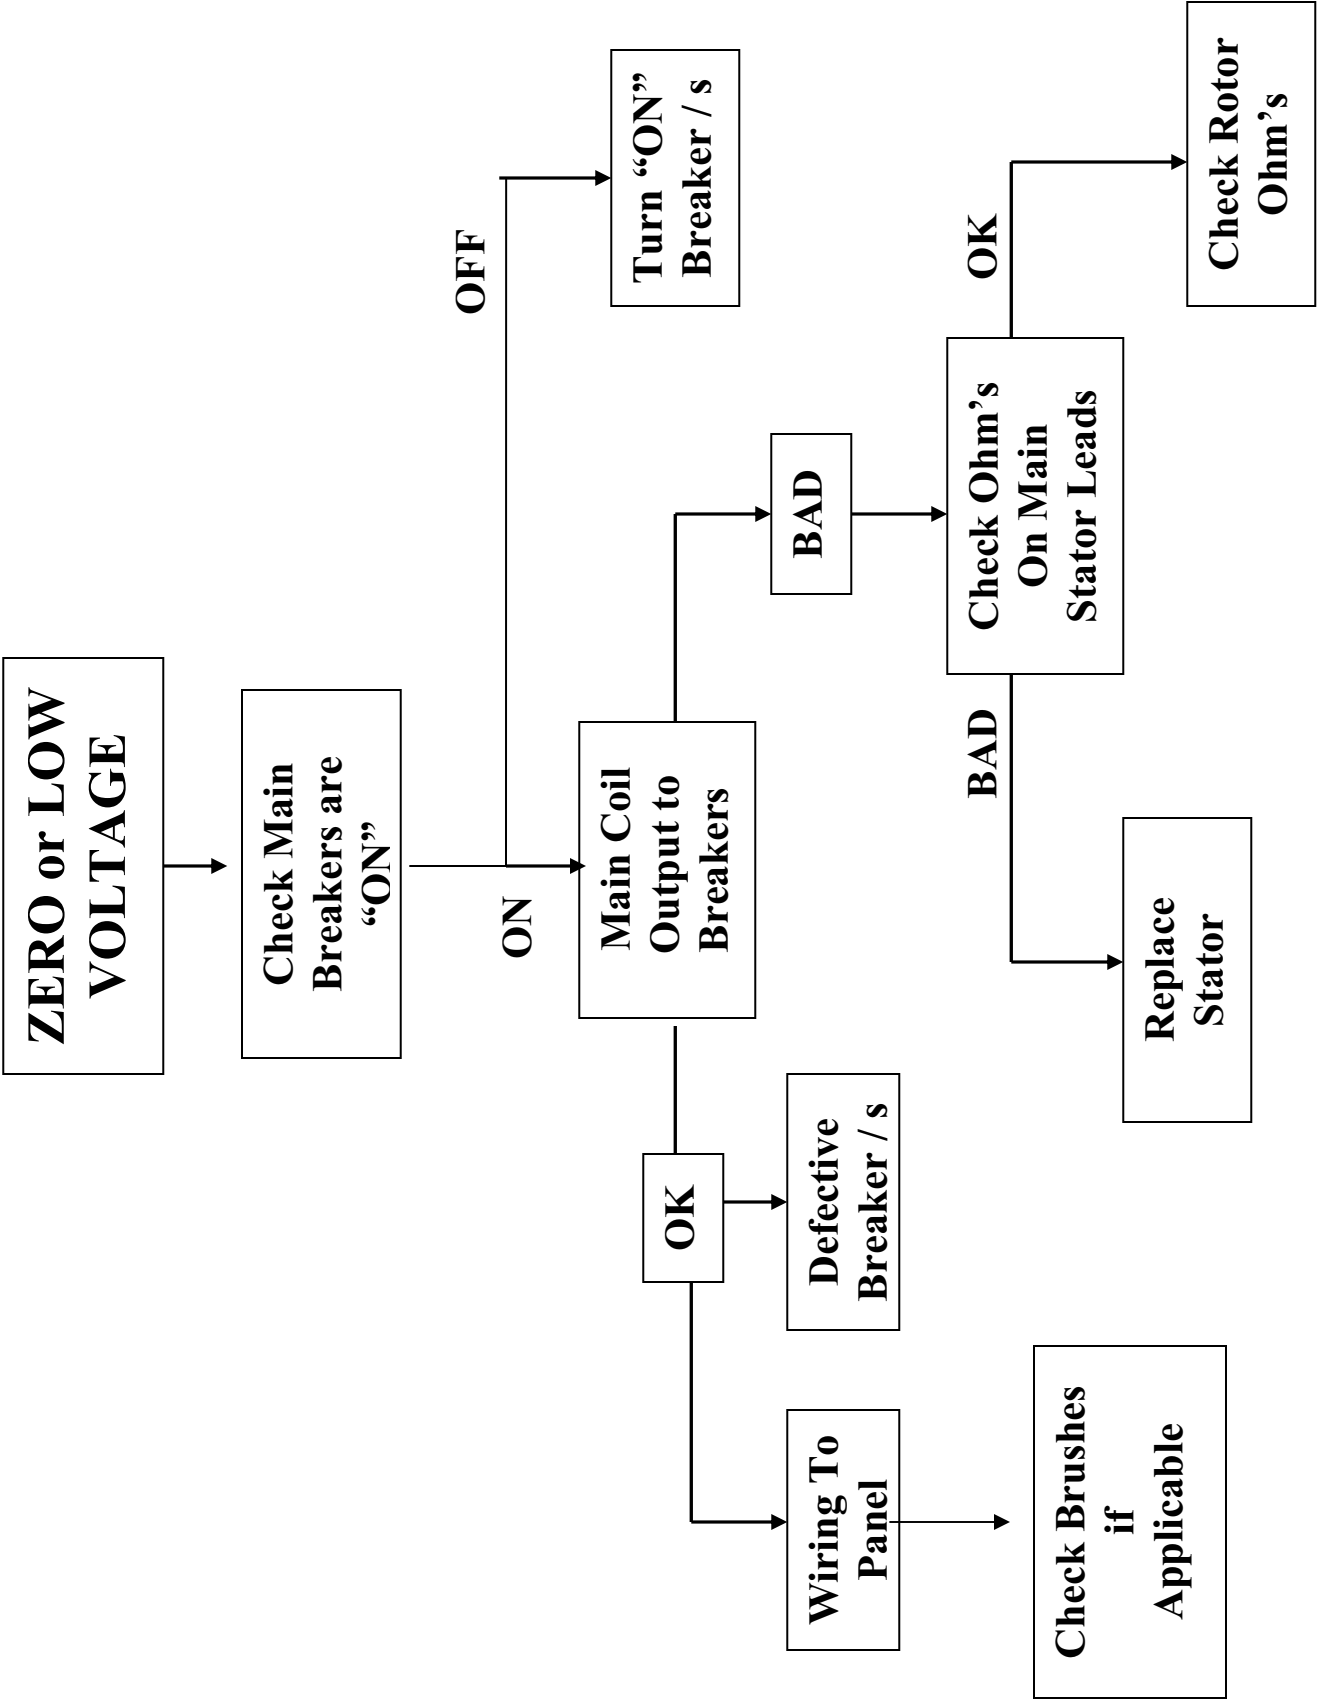 ZERO or LOW
VOLTAGE
Check Main
Breakers are
“ON”
OFF
ON
Turn “ON”
Breaker / s
Main Coil
Output to
Breakers
OK
BAD
Wiring To
Panel
Defective
Breaker / s
Check Ohm’s
On Main
Stator Leads
BAD
OK
Check Brushes
if
Applicable
Replace
Stator
Check Rotor
Ohm’s